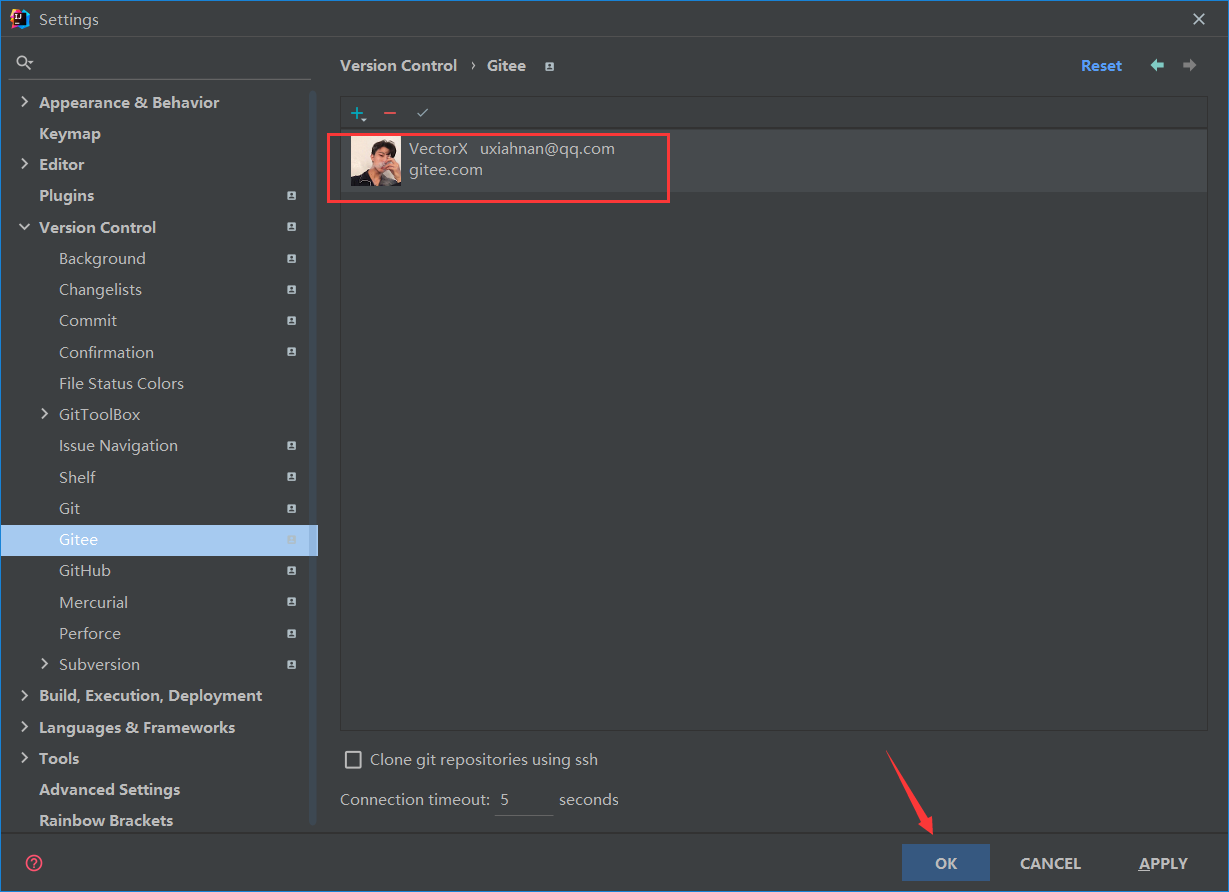 Settings
Version Control › Gitee
Reset
Appearance & Behavior
Keymap
Editor
Plugins
Version Control
Background
Changelists
Commit
Confirmation
File Status Colors
GitToolBox
Issue Navigation
Shelf
Git
Gitee
GitHub
Mercurial
Perforce
Subversion
Build, Execution, Deployment
Languages & Frameworks
Tools
Advanced Settings
Rainbow Brackets
VectorX uxiahnan@qq.com
gitee.com
Clone git repositories using ssh
Connection timeout: 5 seconds
OK CANCEL APPLY